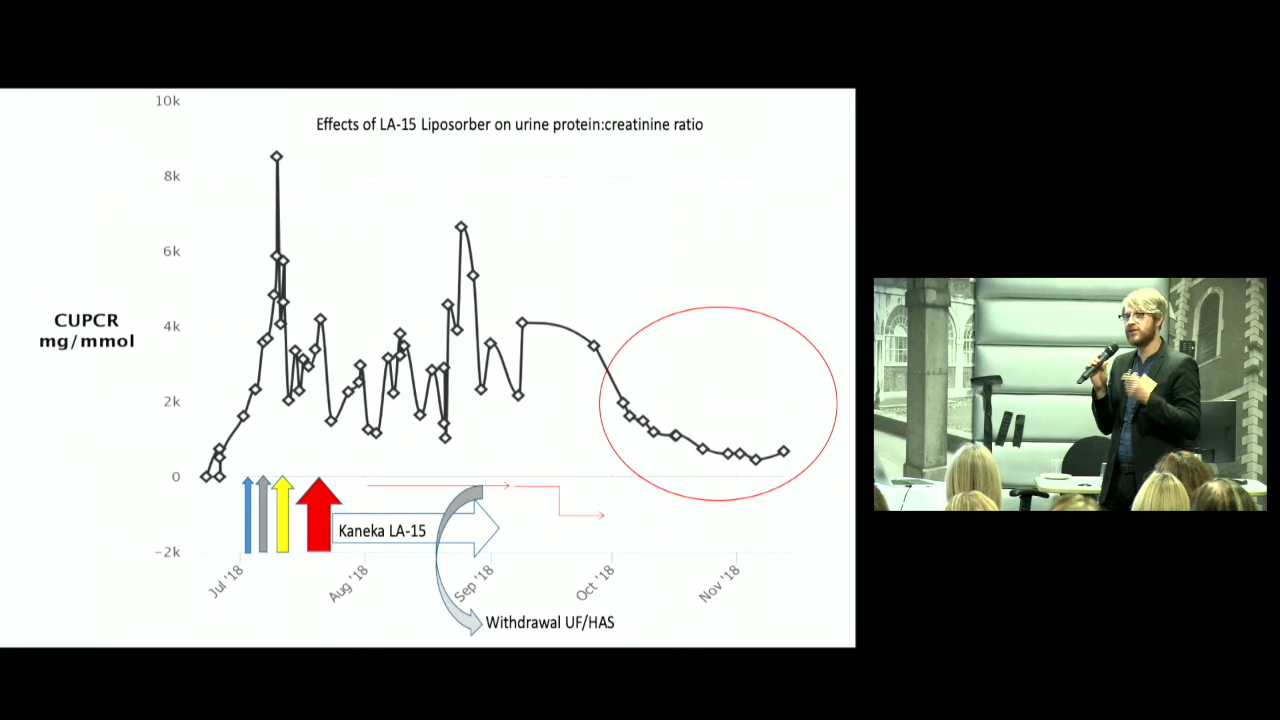 Effects of LA-15 Liposorber on urine protein:creatinine ratio
10k
8k
6k
4k
2k
0
−2k
CUPCR
mg/mmol
Kaneka LA-15
Jul '18
Aug '18
Sep '18
Oct '18
Nov '18
Withdrawal UF/HAS